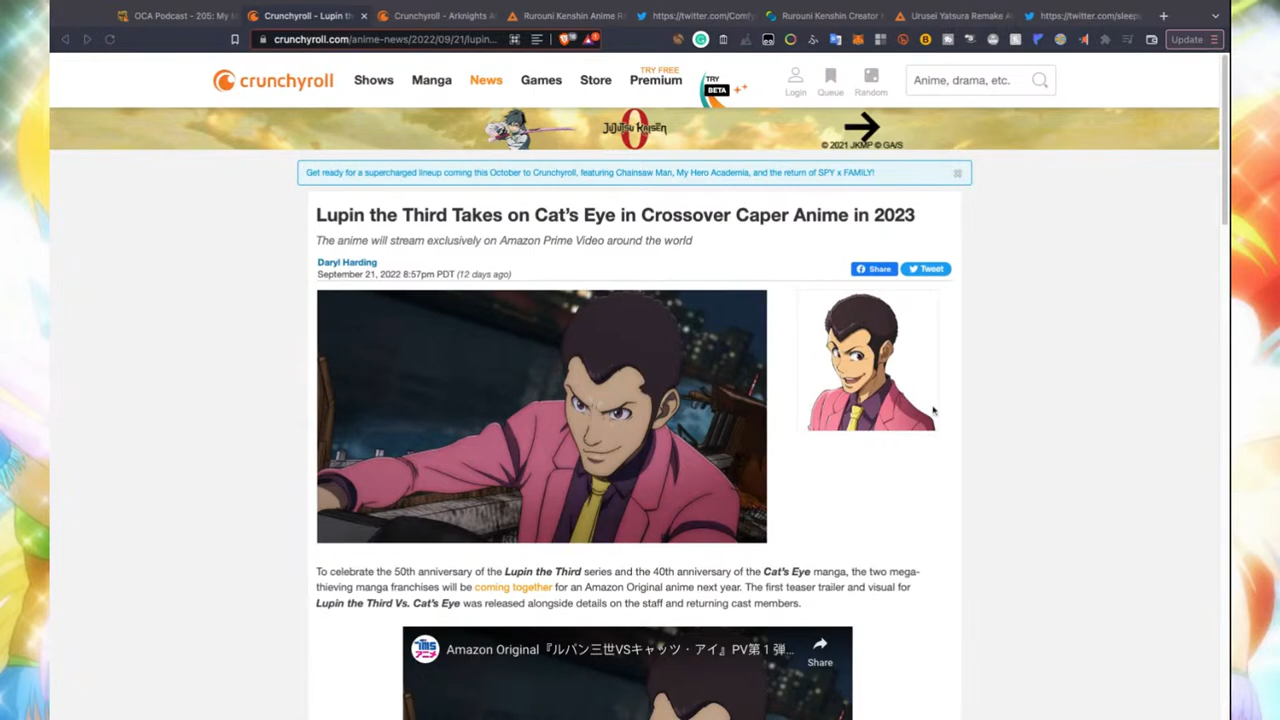 OCA Podcast - 205: My
Crunchyroll - Lupin th
Crunchyroll - Arknights A
Rurouni Kenshin Anime R
https://twitter.com/Comfy
Rurouni Kenshin Creator
Urusei Yatsura Remake A
https://twitter.com/sleep
crunchyroll.com/anime-news/2022/09/21/lupin...
Update
crunchyroll
Shows
Manga
News
Games
Store
TRY FREE
Premium
TRY
BETA
Login
Queue
Random
Anime, drama, etc.
JUJUTSU KAISEN
0
© 2021 JKMP © GA/S
Get ready for a supercharged lineup coming this October to Crunchyroll, featuring Chainsaw Man, My Hero Academia, and the return of SPY x FAMILY!
Lupin the Third Takes on Cat's Eye in Crossover Caper Anime in 2023
The anime will stream exclusively on Amazon Prime Video around the world
Daryl Harding
September 21, 2022 8:57pm PDT (12 days ago)
Share
Tweet
To celebrate the 50th anniversary of the Lupin the Third series and the 40th anniversary of the Cat's Eye manga, the two mega-
thieving manga franchises will be coming together for an Amazon Original anime next year. The first teaser trailer and visual for
Lupin the Third Vs. Cat's Eye was released alongside details on the staff and returning cast members.
TMS
アニメ
Amazon Original『ルパン三世VSキャッツ・アイ』PV第1弾...
Share